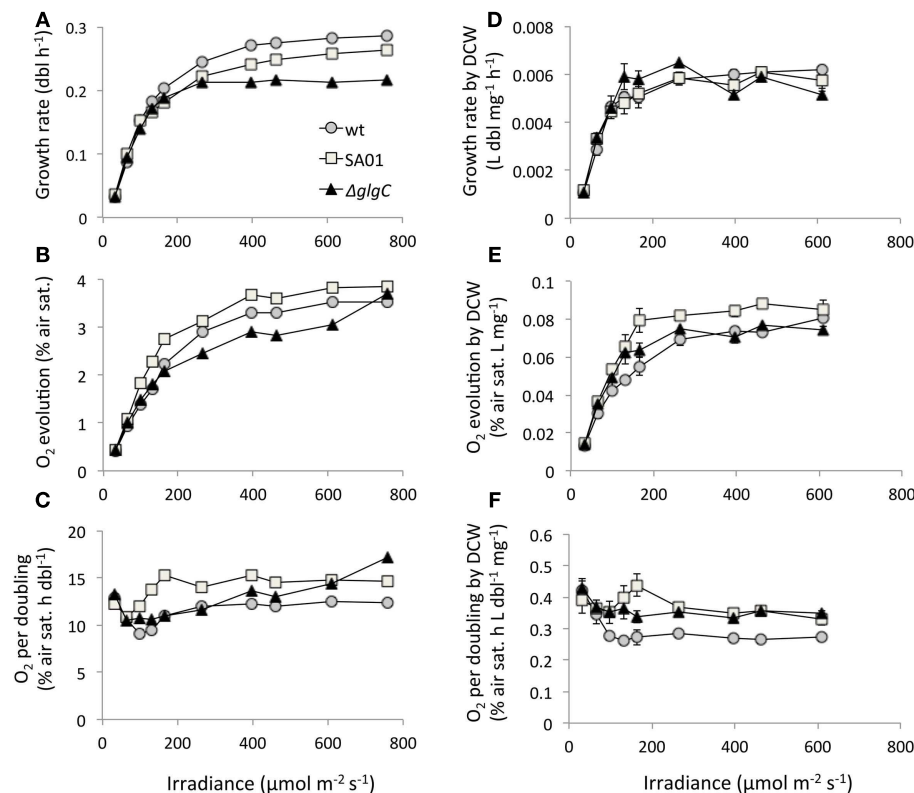 A
Growth rate (dbl h-1)
0.3
0.2
0.1
0
0 200 400 600 800
wt
SA01
ΔglgC
D
Growth rate by DCW
(L dbl mg-1 h-1)
0.008
0.006
0.004
0.002
0
0 200 400 600 800
B
O2 evolution (% air sat.)
4
3
2
1
0
0 200 400 600 800
E
O2 evolution by DCW
(% air sat. L mg-1)
0.1
0.08
0.06
0.04
0.02
0
0 200 400 600 800
C
O2 per doubling
(% air sat. h dbl-1)
20
15
10
5
0
0 200 400 600 800
Irradiance (μmol m-2 s-1)
F
O2 per doubling by DCW
(% air sat. h L dbl-1 mg-1)
0.6
0.5
0.4
0.3
0.2
0.1
0
0 200 400 600 800
Irradiance (μmol m-2 s-1)